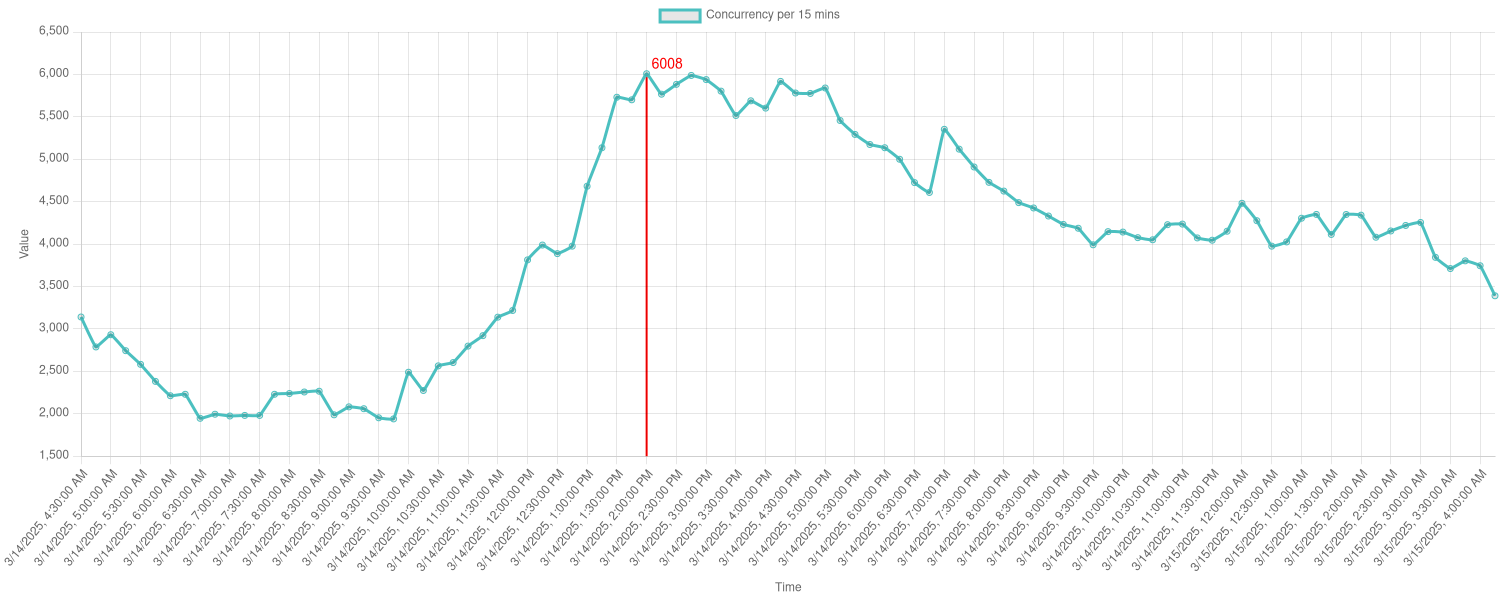 Concurrency per 15 mins
6,500
6,000
5,500
5,000
4,500
4,000
3,500
3,000
2,500
2,000
1,500
Value
6008
3/14/2025, 4:30:00 AM
3/14/2025, 5:00:00 AM
3/14/2025, 5:30:00 AM
3/14/2025, 6:00:00 AM
3/14/2025, 6:30:00 AM
3/14/2025, 7:00:00 AM
3/14/2025, 7:30:00 AM
3/14/2025, 8:00:00 AM
3/14/2025, 8:30:00 AM
3/14/2025, 9:00:00 AM
3/14/2025, 9:30:00 AM
3/14/2025, 10:00:00 AM
3/14/2025, 10:30:00 AM
3/14/2025, 11:00:00 AM
3/14/2025, 11:30:00 AM
3/14/2025, 12:00:00 PM
3/14/2025, 12:30:00 PM
3/14/2025, 1:00:00 PM
3/14/2025, 1:30:00 PM
3/14/2025, 2:00:00 PM
3/14/2025, 2:30:00 PM
3/14/2025, 3:00:00 PM
3/14/2025, 3:30:00 PM
3/14/2025, 4:00:00 PM
3/14/2025, 4:30:00 PM
3/14/2025, 5:00:00 PM
3/14/2025, 5:30:00 PM
3/14/2025, 6:00:00 PM
3/14/2025, 6:30:00 PM
3/14/2025, 7:00:00 PM
3/14/2025, 7:30:00 PM
3/14/2025, 8:00:00 PM
3/14/2025, 8:30:00 PM
3/14/2025, 9:00:00 PM
3/14/2025, 9:30:00 PM
3/14/2025, 10:00:00 PM
3/14/2025, 10:30:00 PM
3/14/2025, 11:00:00 PM
3/14/2025, 11:30:00 PM
3/15/2025, 12:00:00 AM
3/15/2025, 12:30:00 AM
3/15/2025, 1:00:00 AM
3/15/2025, 1:30:00 AM
3/15/2025, 2:00:00 AM
3/15/2025, 2:30:00 AM
3/15/2025, 3:00:00 AM
3/15/2025, 3:30:00 AM
3/15/2025, 4:00:00 AM
Time